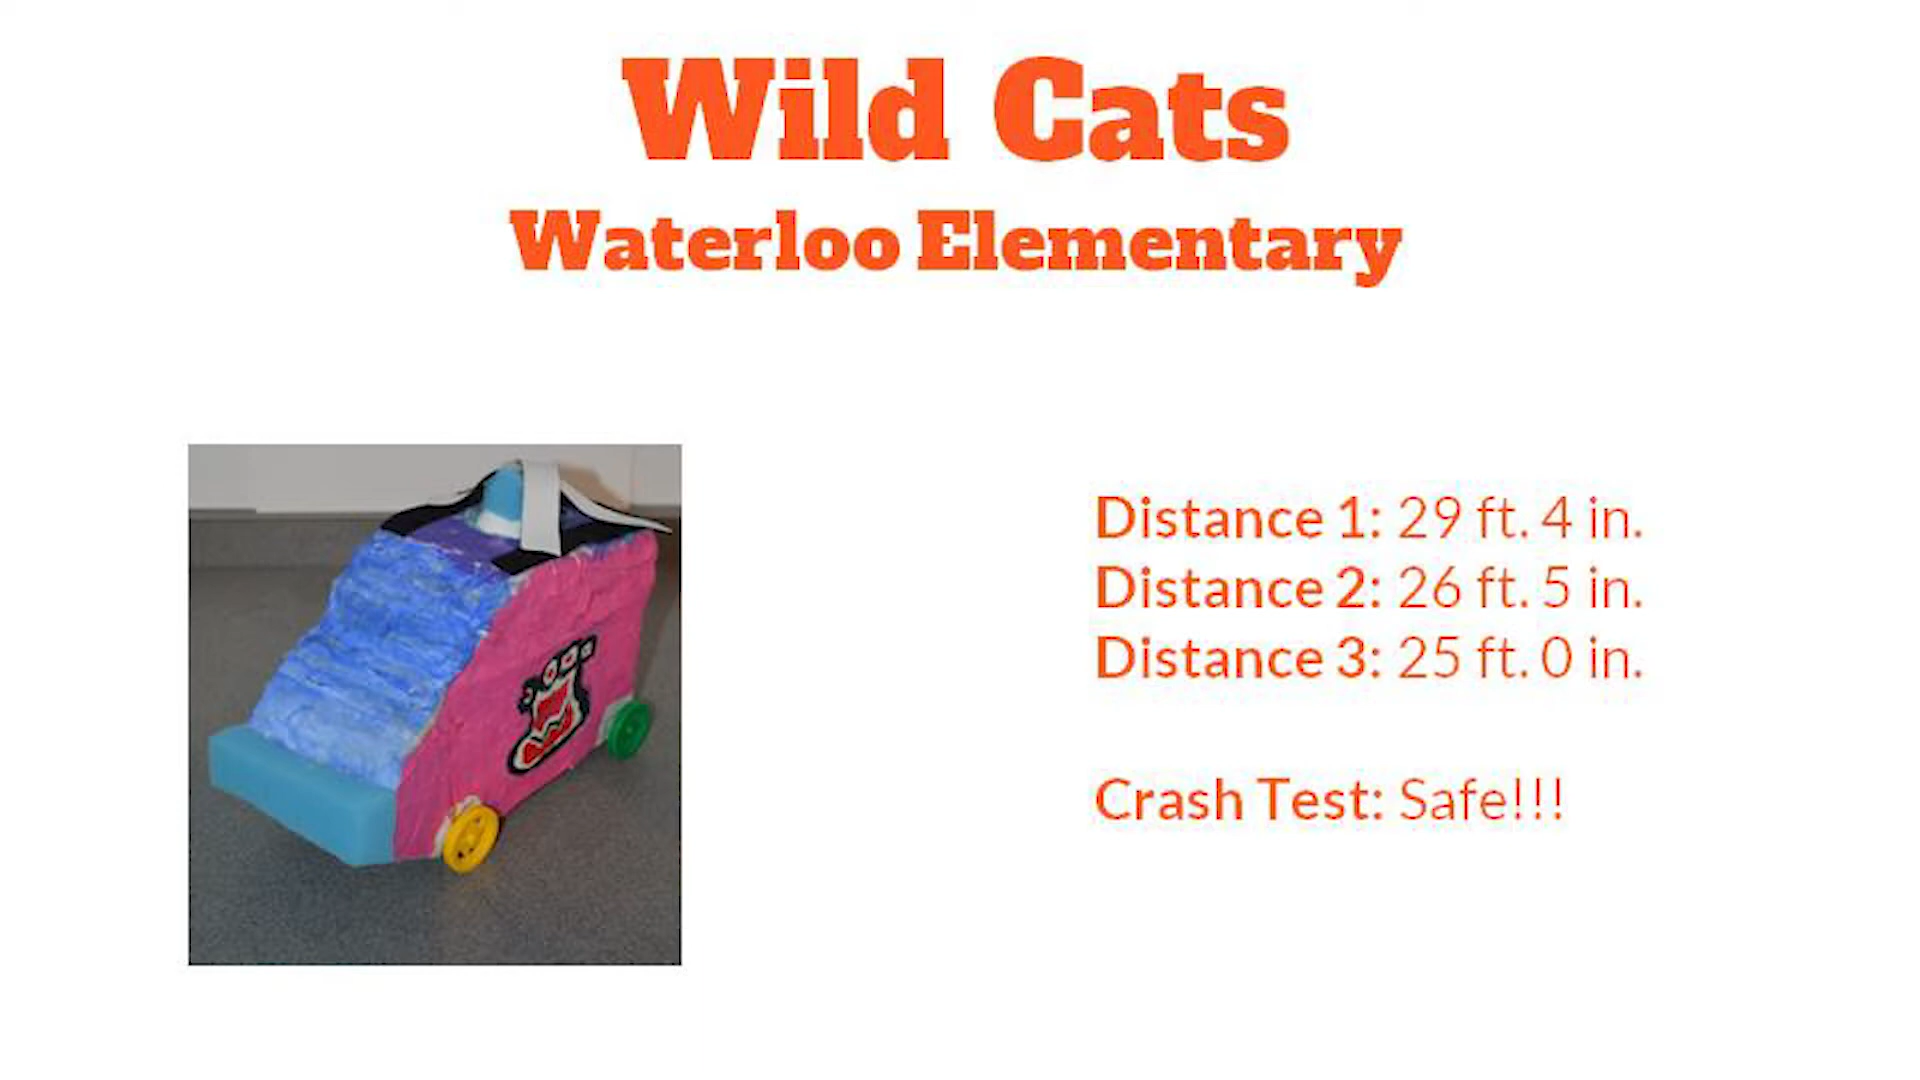 Wild Cats
Waterloo Elementary
Distance 1: 29 ft. 4 in.
Distance 2: 26 ft. 5 in.
Distance 3: 25 ft. 0 in.
Crash Test: Safe!!!